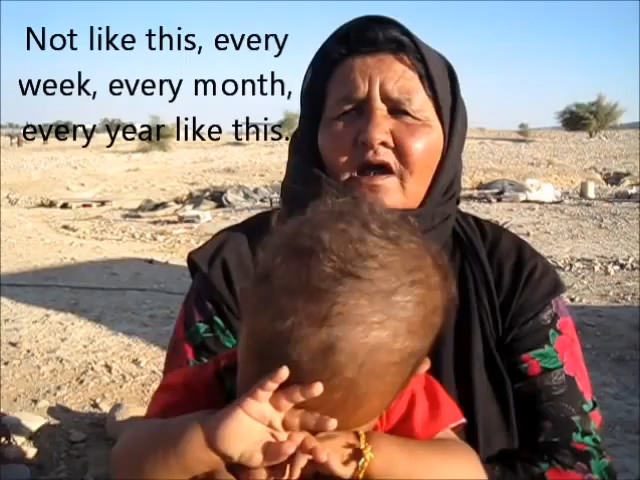 Not like this, every
week, every month,
every year like this.